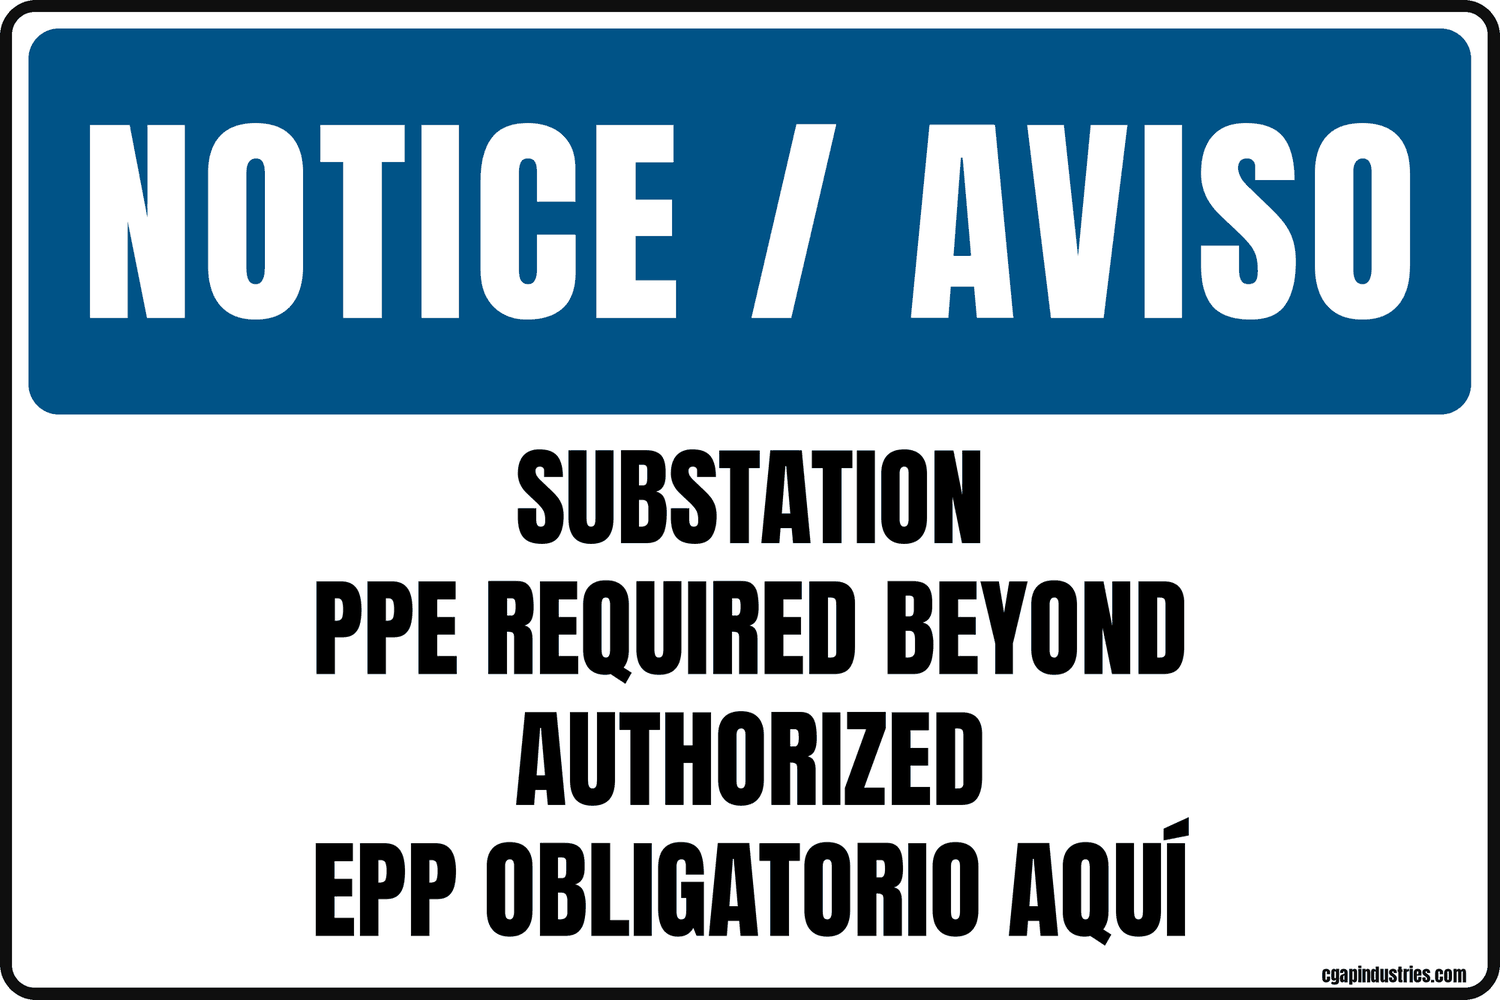 NOTICE / AVISO
SUBSTATION
PPE REQUIRED BEYOND
AUTHORIZED
EPP OBLIGATORIO AQUÍ
cgapindustries.com